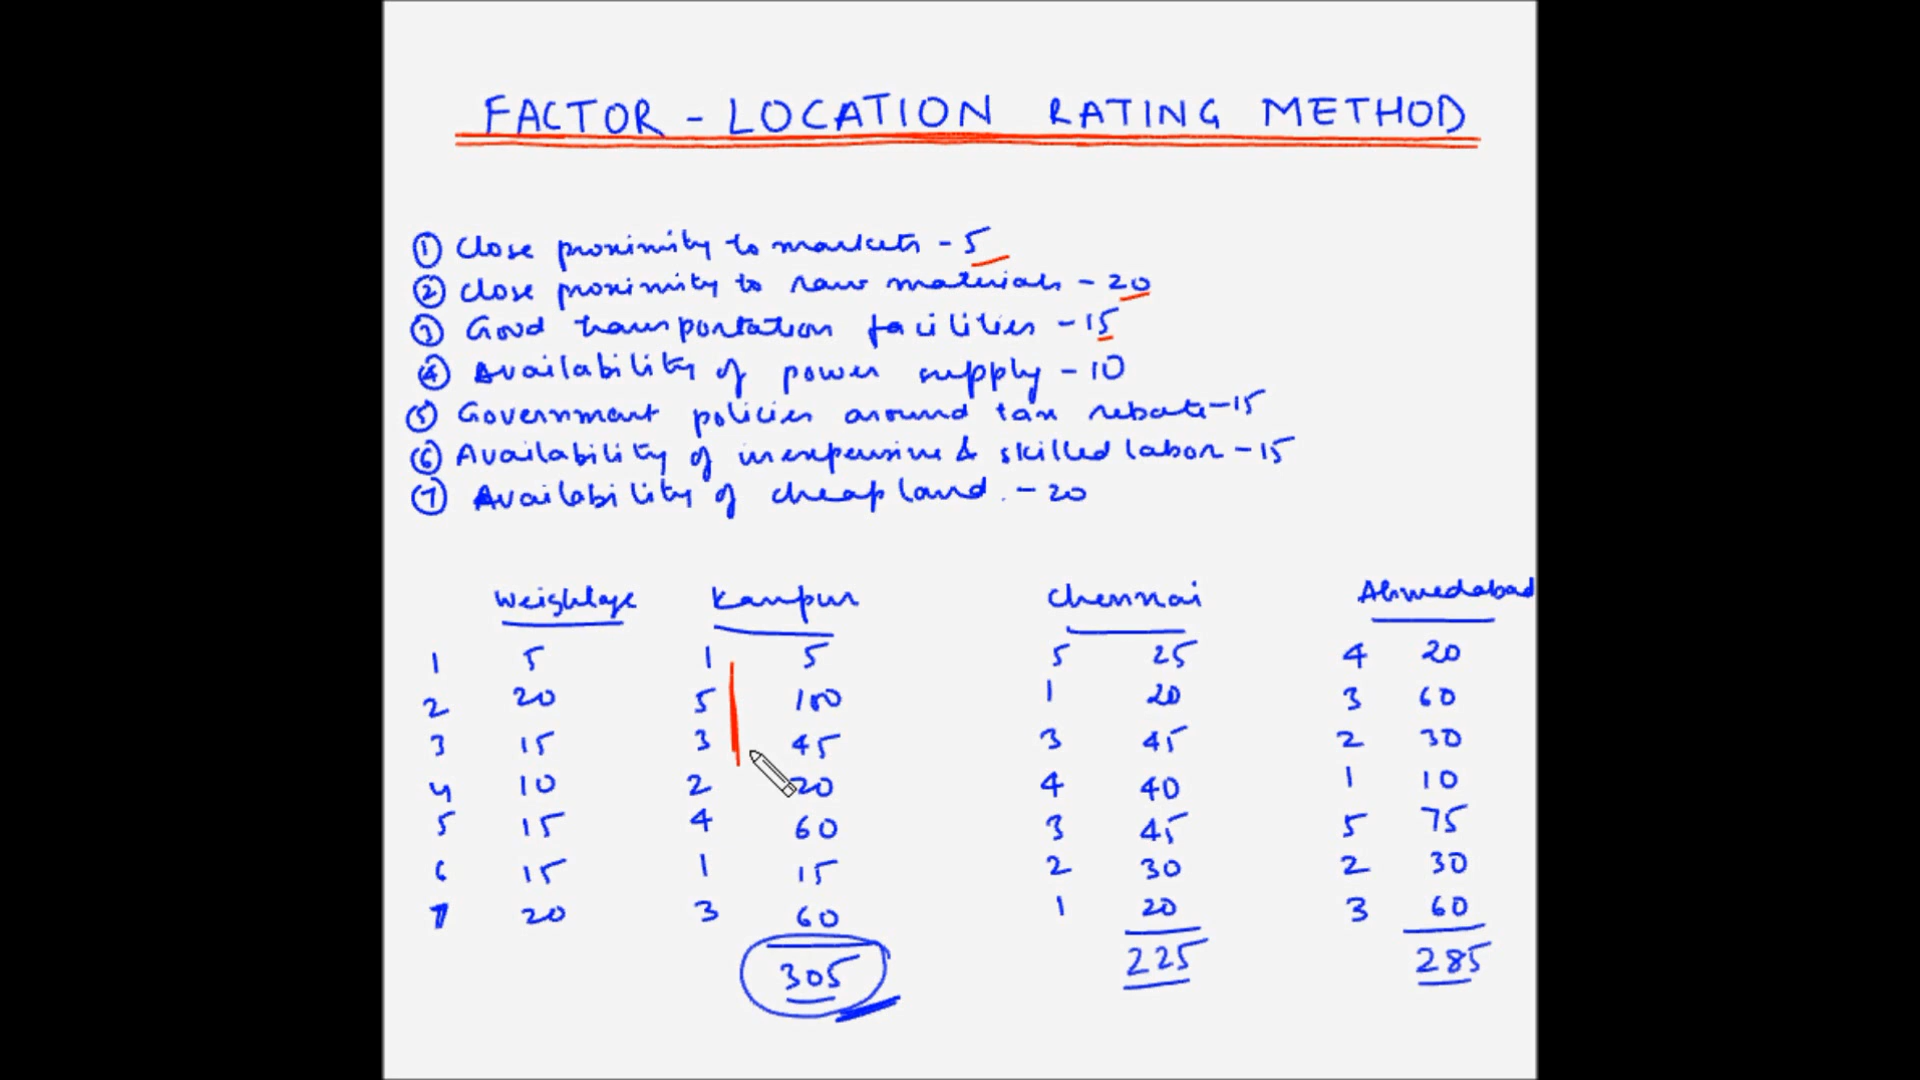 FACTOR - LOCATION RATING METHOD
① Close proximity to markets - 5
② Close proximity to raw materials - 20
③ Good transportation facilities - 15
④ Availability of power supply - 10
⑤ Government policies around tax rebate - 15
⑥ Availability of inexpensive & skilled labor - 15
⑦ Availability of cheap land. - 20
Weightage Kanpur Chennai Ahmedabad
1 5 1 5 5 25 4 20
2 20 5 100 1 20 3 60
3 15 3 45 3 45 2 30
4 10 2 20 4 40 1 10
5 15 4 60 3 45 5 75
6 15 1 15 2 30 2 30
7 20 3 60 1 20 3 60
305 225 285